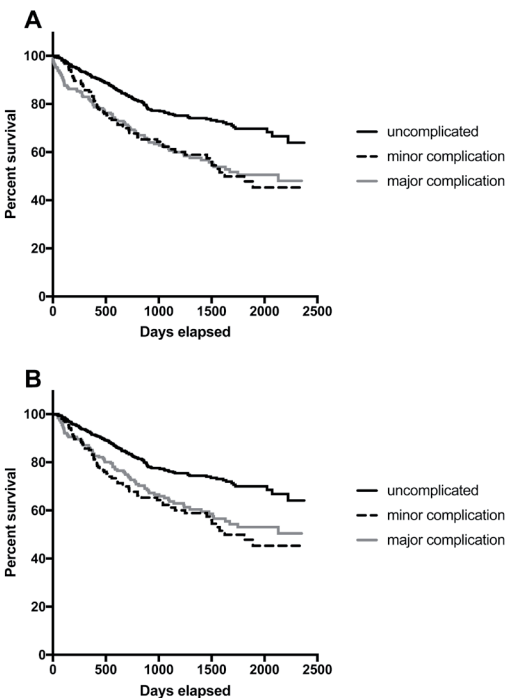 A
Percent survival
100
80
60
40
20
0
0 500 1000 1500 2000 2500
Days elapsed
uncomplicated
minor complication
major complication
B
Percent survival
100
80
60
40
20
0
0 500 1000 1500 2000 2500
Days elapsed
uncomplicated
minor complication
major complication